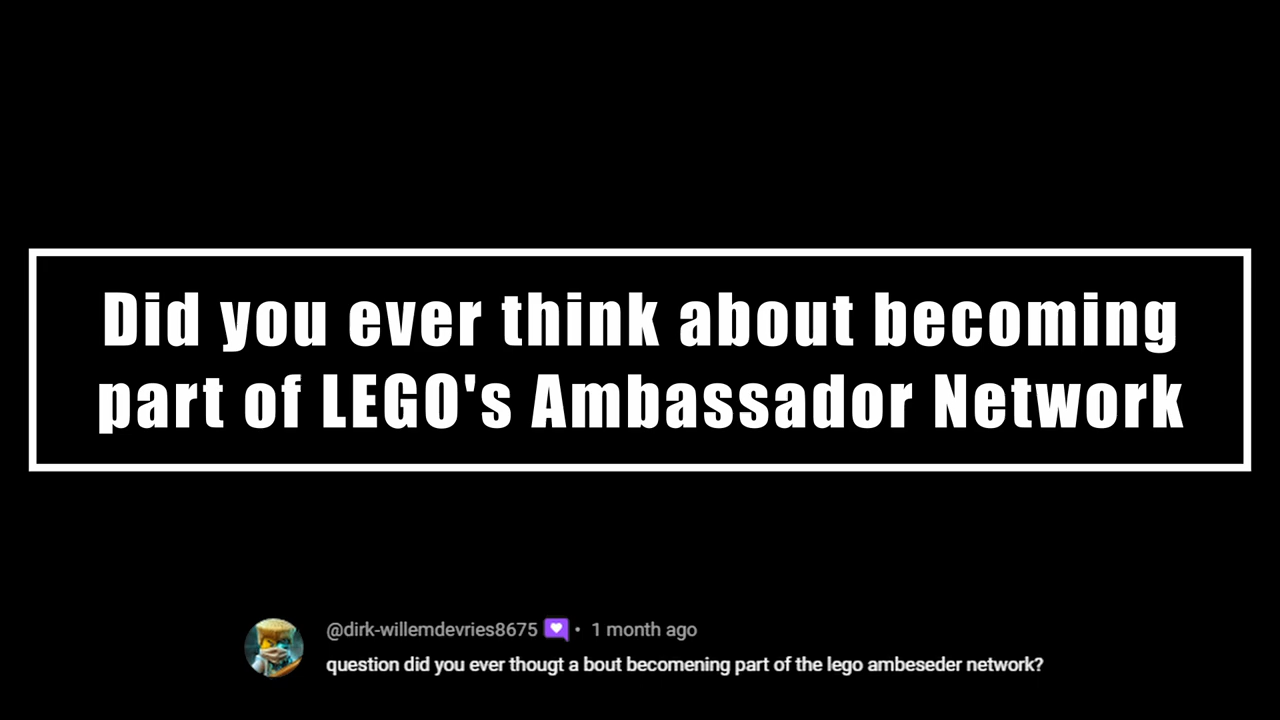 Did you ever think about becoming
part of LEGO's Ambassador Network
@dirk-willemdevries8675 • 1 month ago
question did you ever thougt a bout becomening part of the lego ambeseder network?